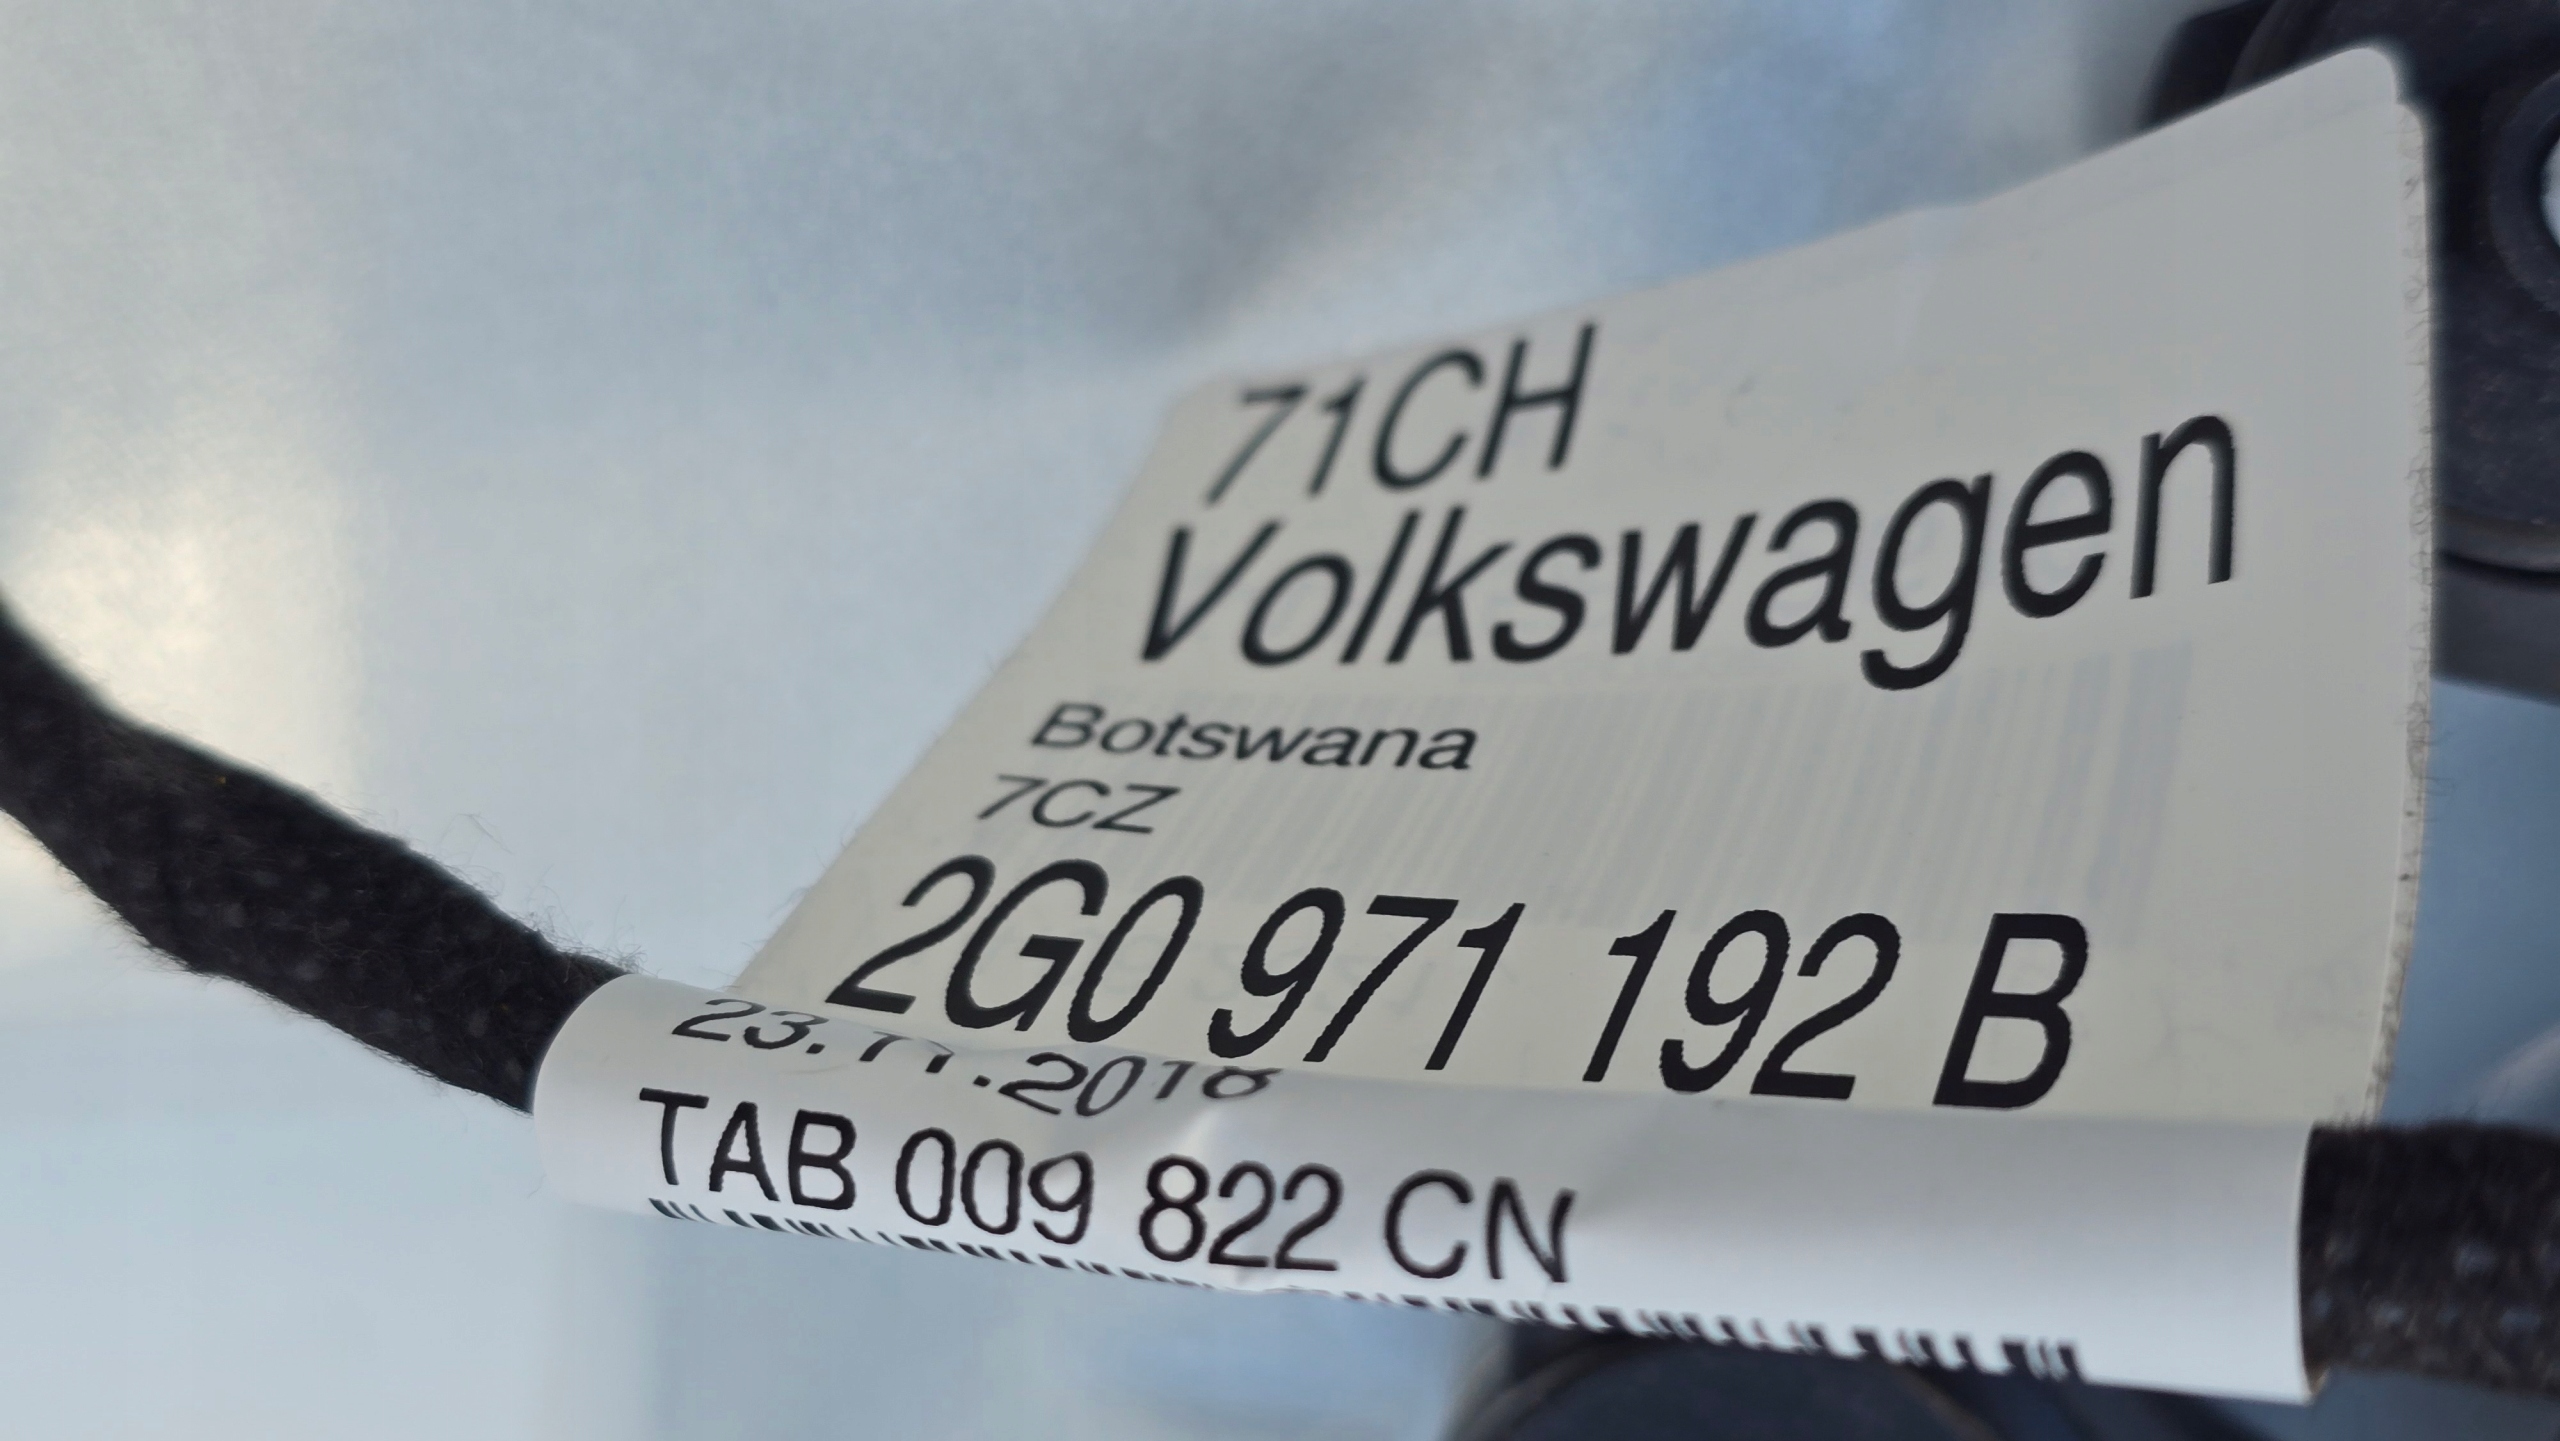 71CH
Volkswagen
Botswana
7CZ
2G0 971 192 B
23.11.2018
TAB 009 822 CN